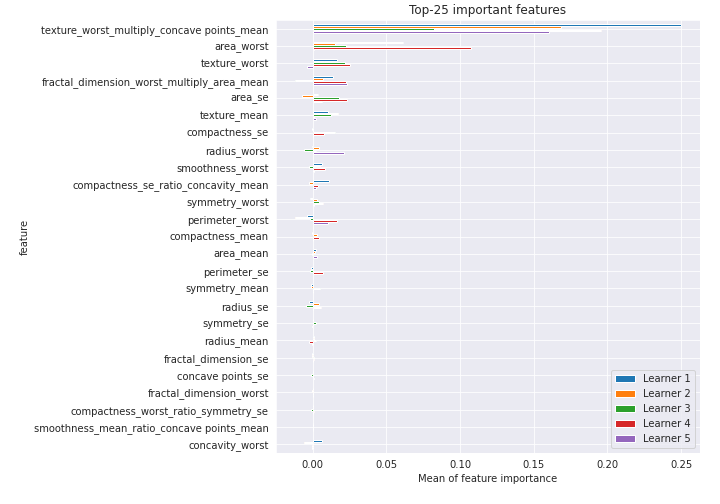 Top-25 important features
texture_worst_multiply_concave points_mean
area_worst
texture_worst
fractal_dimension_worst_multiply_area_mean
area_se
texture_mean
compactness_se
radius_worst
smoothness_worst
compactness_se_ratio_concavity_mean
symmetry_worst
perimeter_worst
compactness_mean
area_mean
perimeter_se
symmetry_mean
radius_se
symmetry_se
radius_mean
fractal_dimension_se
concave points_se
fractal_dimension_worst
compactness_worst_ratio_symmetry_se
smoothness_mean_ratio_concave points_mean
concavity_worst
feature
Learner 1
Learner 2
Learner 3
Learner 4
Learner 5
0.00 0.05 0.10 0.15 0.20 0.25
Mean of feature importance